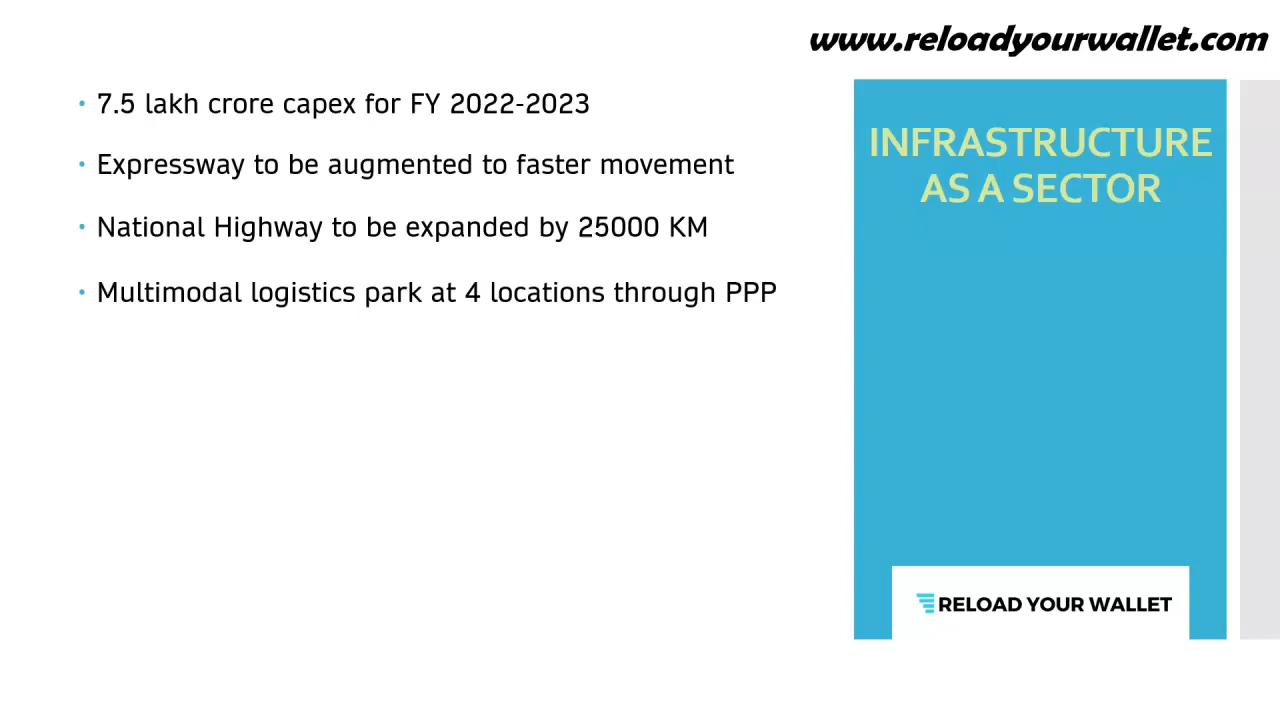 www.reloadyourwallet.com
• 7.5 lakh crore capex for FY 2022-2023
• Expressway to be augmented to faster movement
• National Highway to be expanded by 25000 KM
• Multimodal logistics park at 4 locations through PPP
INFRASTRUCTURE
AS A SECTOR
RELOAD YOUR WALLET